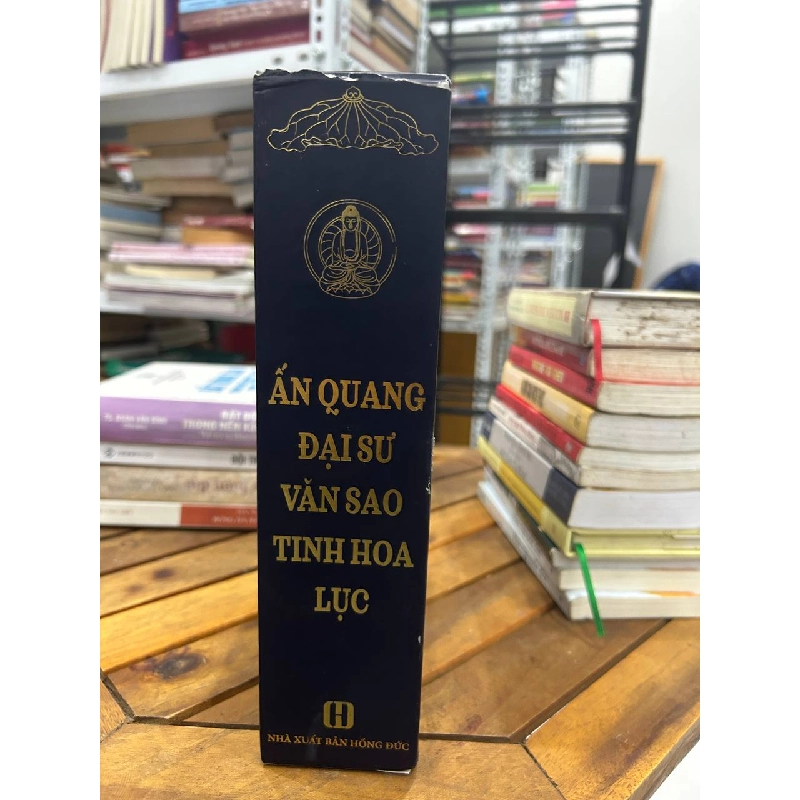 ẤN QUANG
ĐẠI SƯ
VĂN SAO
TINH HOA
LỤC
H
NHÀ XUẤT BẢN HỒNG ĐỨC